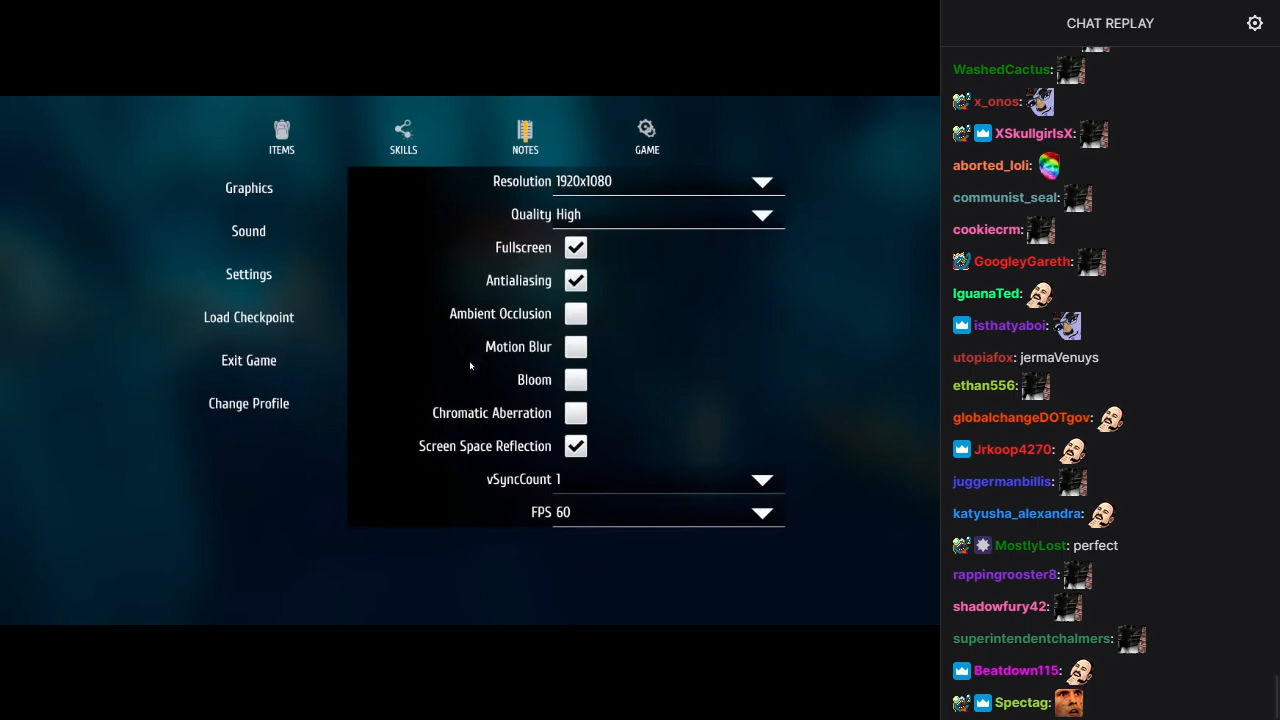 CHAT REPLAY
ITEMS
SKILLS
NOTES
GAME
Graphics
Sound
Settings
Load Checkpoint
Exit Game
Change Profile
Resolution 1920x1080
Quality High
Fullscreen
Antialiasing
Ambient Occlusion
Motion Blur
Bloom
Chromatic Aberration
Screen Space Reflection
vSyncCount 1
FPS 60
WashedCactus:
x_onos:
XSkullgirlsX:
aborted_loli:
communist_seal:
cookiecrm:
GoogleyGareth:
IguanaTed:
isthatyaboi:
utopiafox: jermaVenuys
ethan556:
globalchangeDOTgov:
Jrkoop4270:
juggermanbillis:
katyusha_alexandra:
MostlyLost: perfect
rappingrooster8:
shadowfury42:
superintendentchalmers:
Beatdown115:
Spectag: